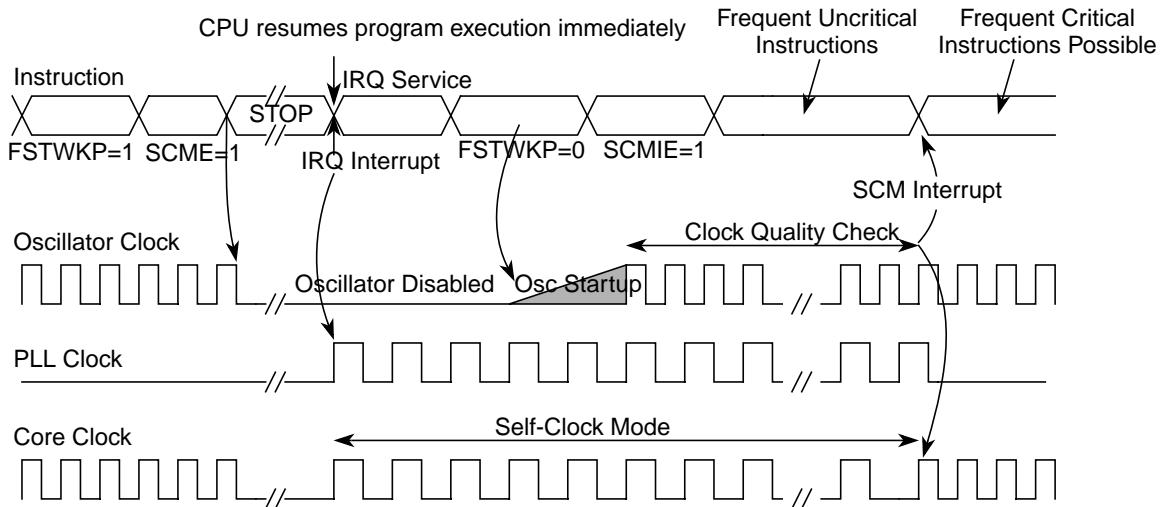 CPU resumes program execution immediately
Frequent Uncritical
Instructions
Frequent Critical
Instructions Possible
Instruction
IRQ Service
STOP
FSTWKP=1
SCME=1
IRQ Interrupt
FSTWKP=0
SCMIE=1
SCM Interrupt
Oscillator Clock
Clock Quality Check
Oscillator Disabled
Osc Startup
PLL Clock
Core Clock
Self-Clock Mode